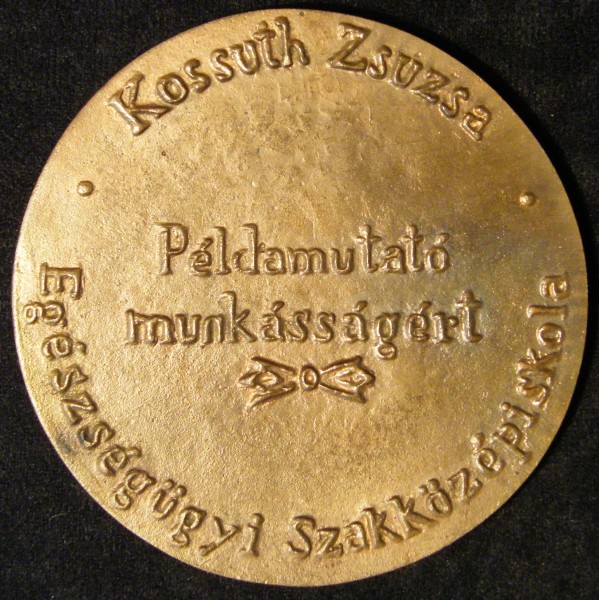 Kossuth Zsuzsa
Példamutató
munkásságért
Egészségügyi Szakközépiskola